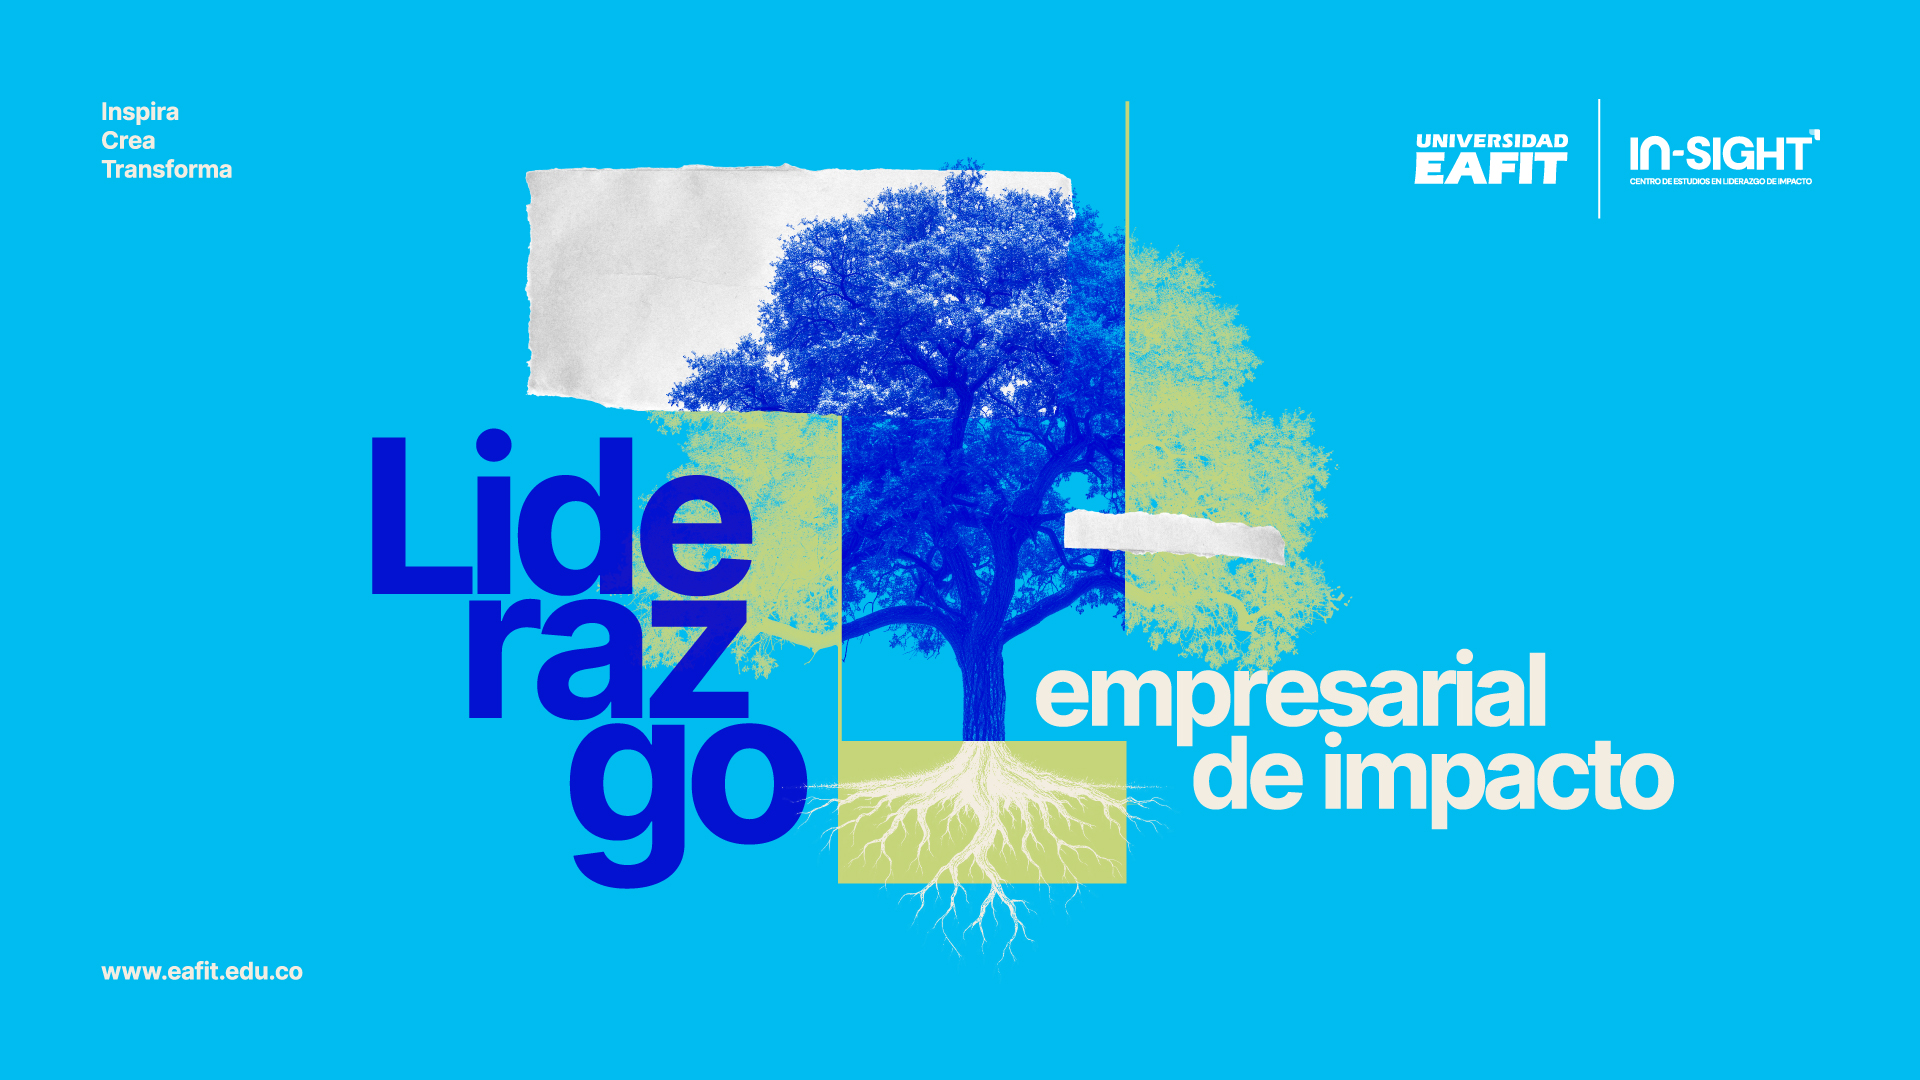 Inspira
Crea
Transforma
UNIVERSIDAD
EAFIT
In-SIGHT
CENTRO DE ESTUDIOS EN LIDERAZGO DE IMPACTO
Lide
raz
go
empresarial
de impacto
www.eafit.edu.co